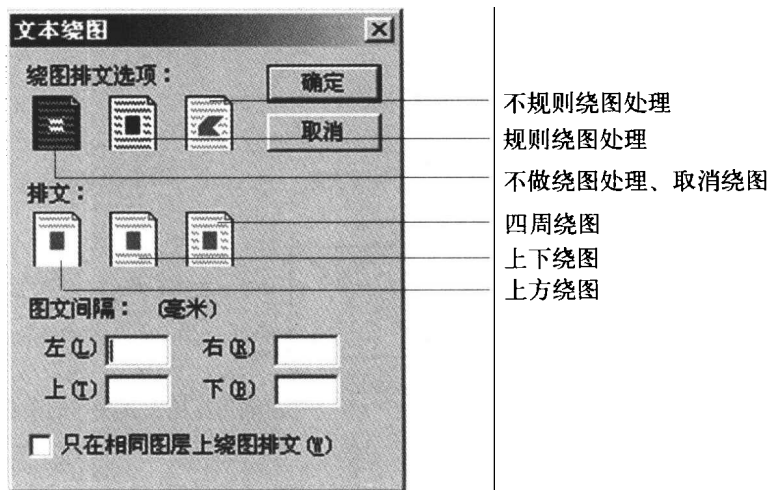 文本绕图
绕图排文选项：
确定
取消
排文：
图文间隔： （毫米）
左(L) 右(R)
上(T) 下(B)
只在相同图层上绕图排文(W)
不规则绕图处理
规则绕图处理
不做绕图处理、取消绕图
四周绕图
上下绕图
上方绕图